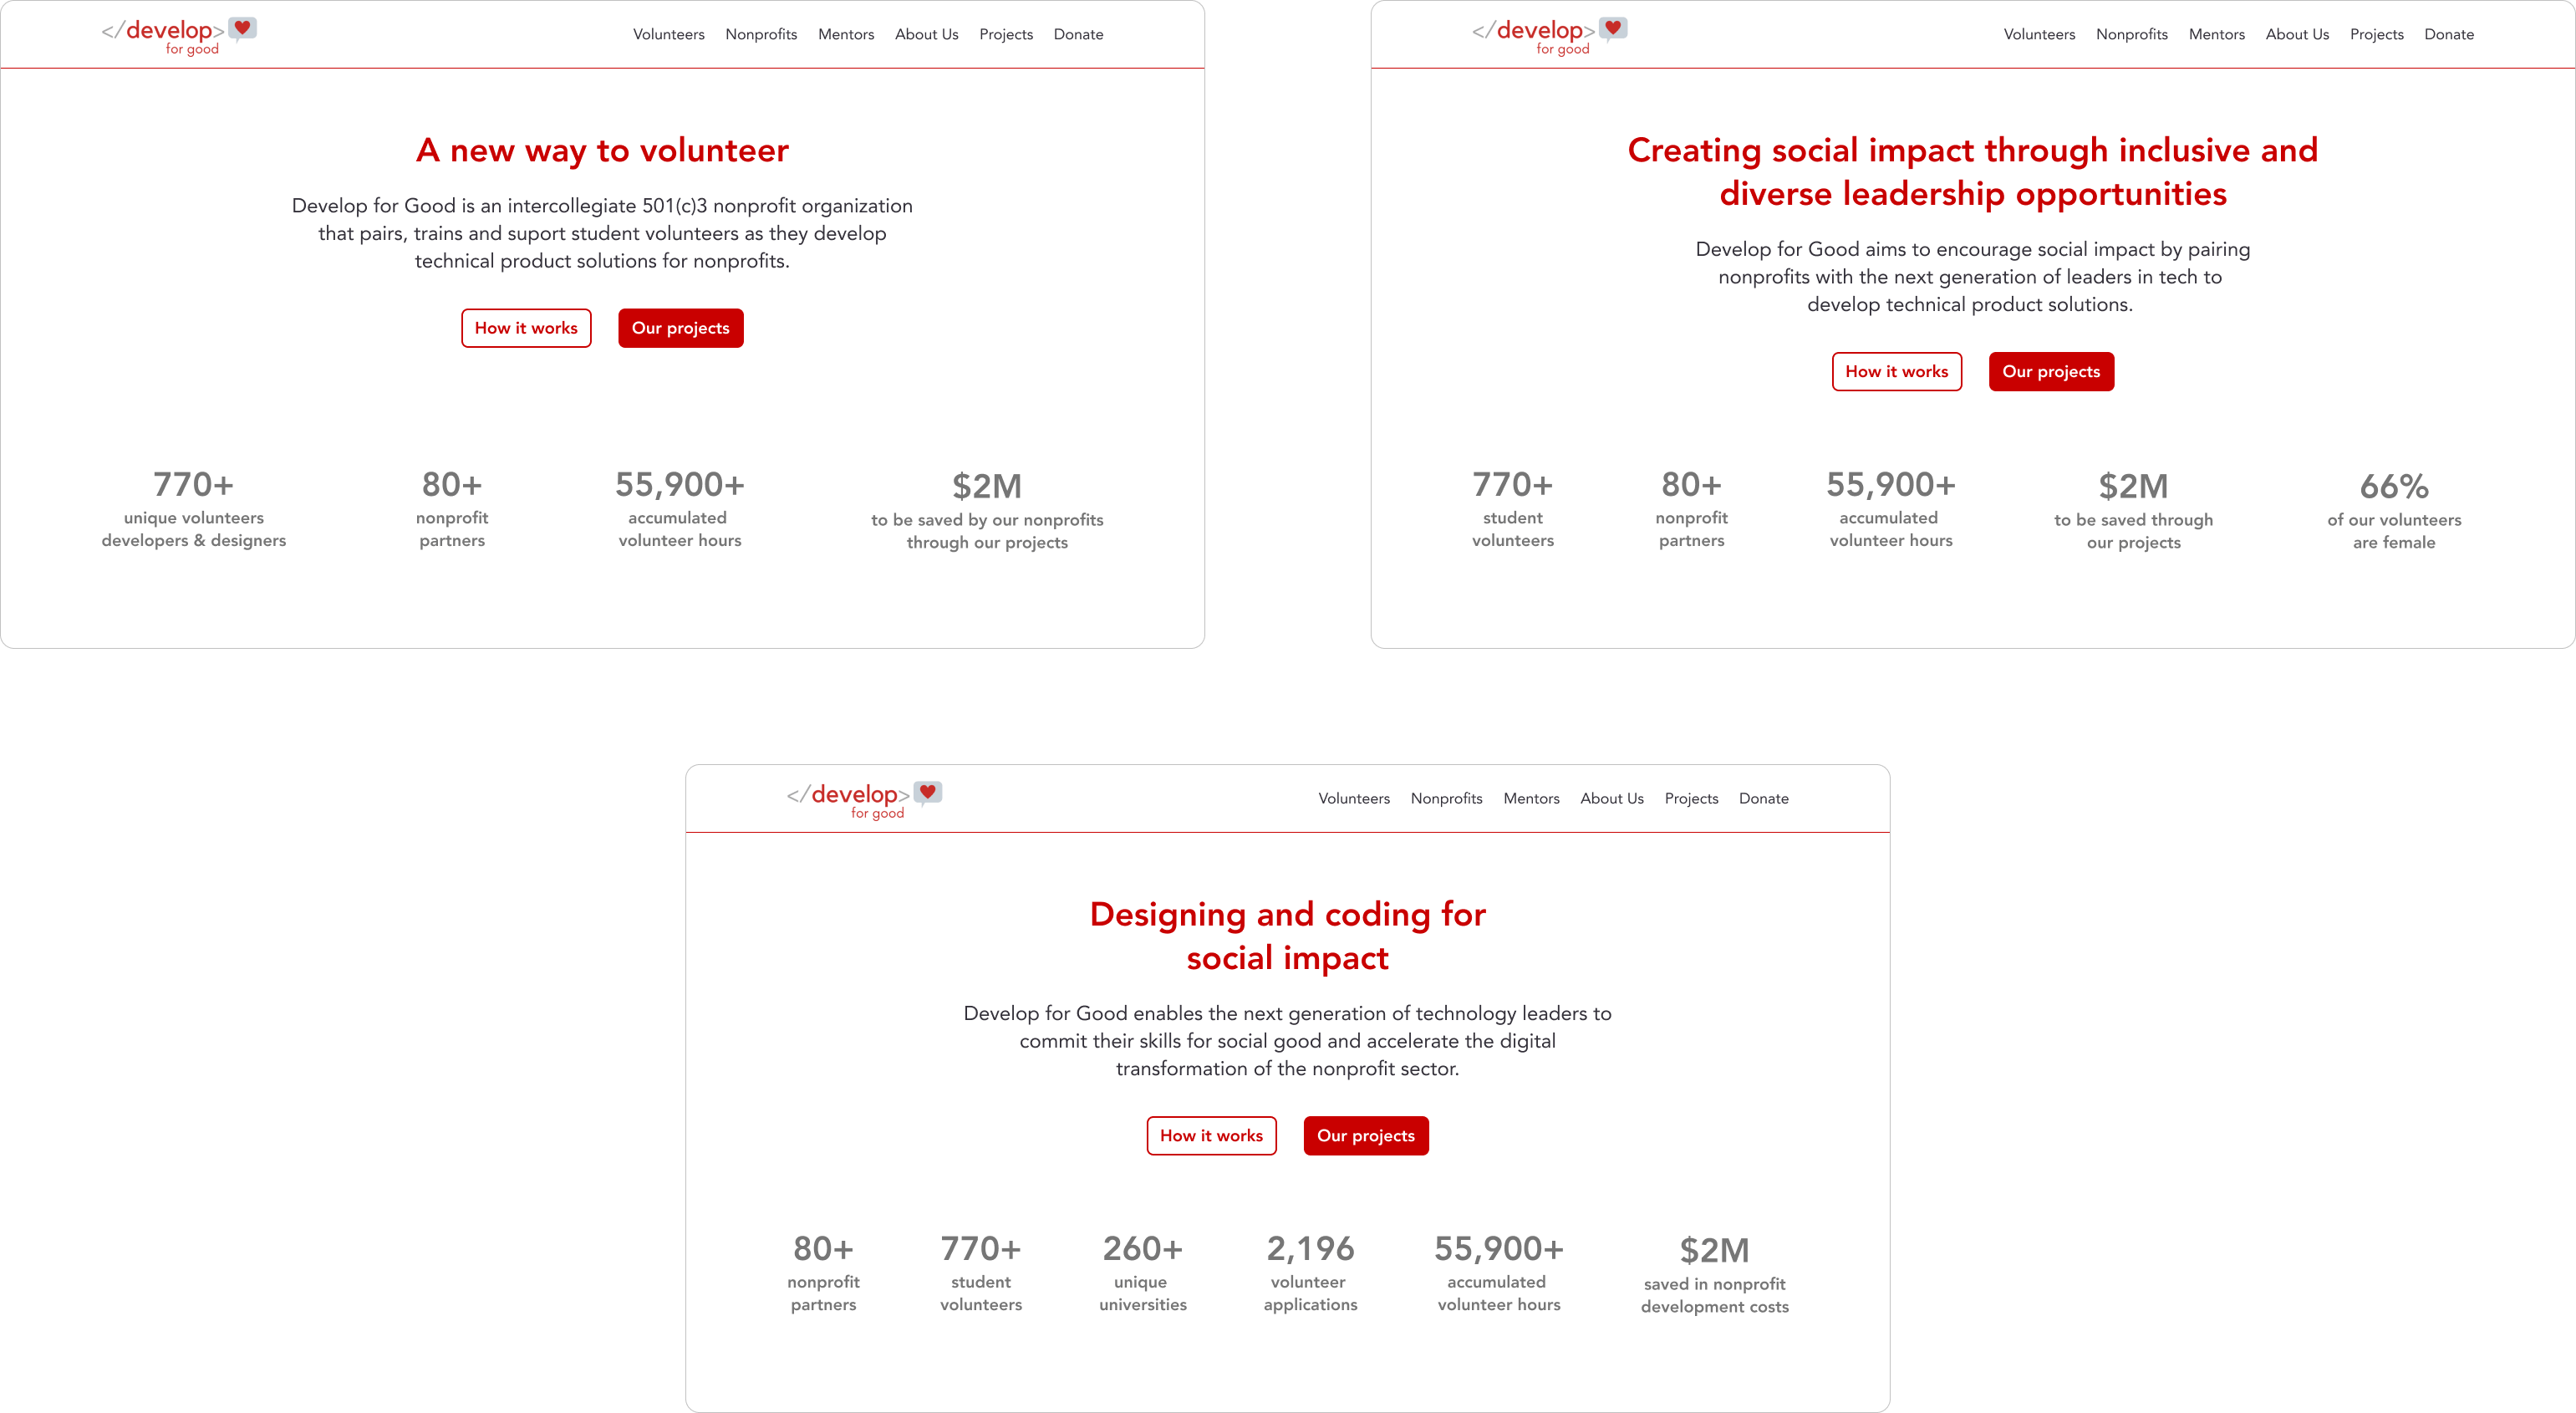 </develop>
for good
Volunteers Nonprofits Mentors About Us Projects Donate
A new way to volunteer
Develop for Good is an intercollegiate 501(c)3 nonprofit organization
that pairs, trains and suport student volunteers as they develop
technical product solutions for nonprofits.
How it works
Our projects
770+
unique volunteers
developers & designers
80+
nonprofit
partners
55,900+
accumulated
volunteer hours
$2M
to be saved by our nonprofits
through our projects
</develop>
for good
Volunteers Nonprofits Mentors About Us Projects Donate
Creating social impact through inclusive and
diverse leadership opportunities
Develop for Good aims to encourage social impact by pairing
nonprofits with the next generation of leaders in tech to
develop technical product solutions.
How it works
Our projects
770+
student
volunteers
80+
nonprofit
partners
55,900+
accumulated
volunteer hours
$2M
to be saved through
our projects
66%
of our volunteers
are female
</develop>
for good
Volunteers Nonprofits Mentors About Us Projects Donate
Designing and coding for
social impact
Develop for Good enables the next generation of technology leaders to
commit their skills for social good and accelerate the digital
transformation of the nonprofit sector.
How it works
Our projects
80+
nonprofit
partners
770+
student
volunteers
260+
unique
universities
2,196
volunteer
applications
55,900+
accumulated
volunteer hours
$2M
saved in nonprofit
development costs